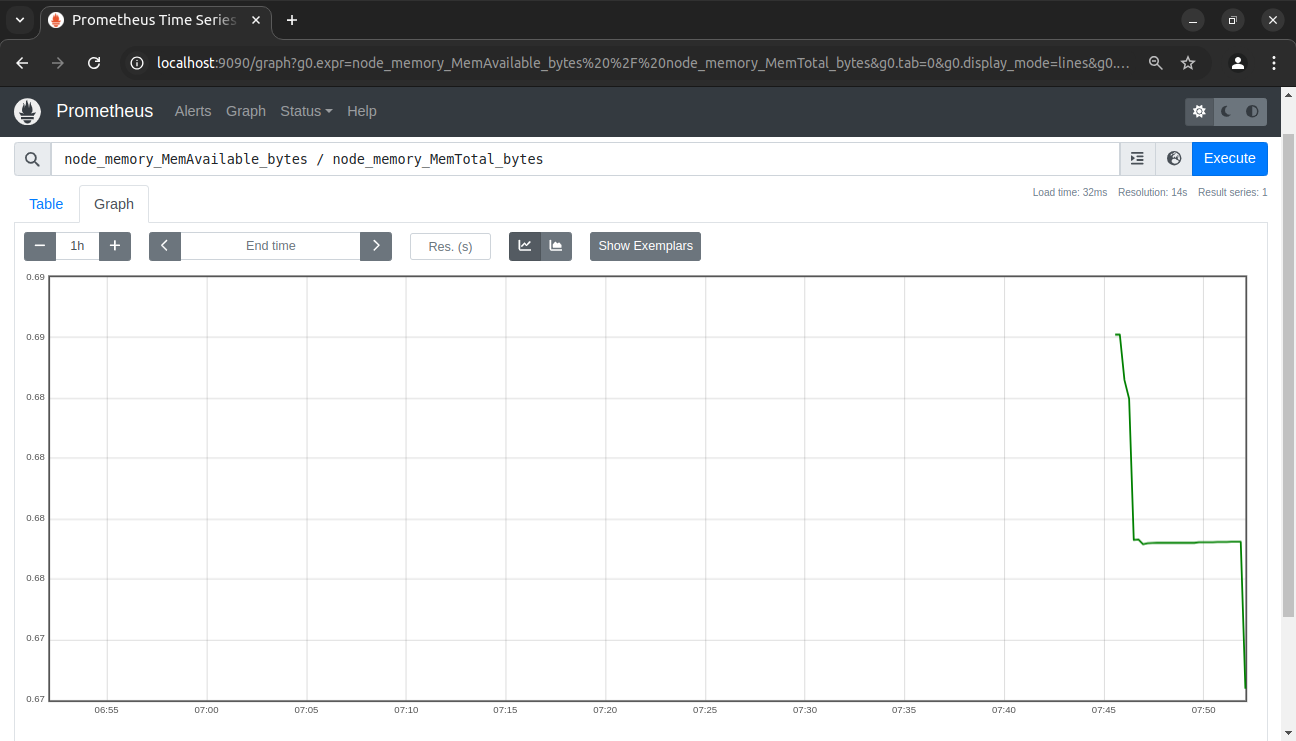 Prometheus Time Series
localhost:9090/graph?g0.expr=node_memory_MemAvailable_bytes%20%2F%20node_memory_MemTotal_bytes&g0.tab=0&g0.display_mode=lines&g0....
Prometheus Alerts Graph Status Help
node_memory_MemAvailable_bytes / node_memory_MemTotal_bytes Execute
Load time: 32ms Resolution: 14s Result series: 1
Table Graph
1h End time Res. (s) Show Exemplars
0.69
0.69
0.68
0.68
0.68
0.68
0.67
0.67
06:55 07:00 07:05 07:10 07:15 07:20 07:25 07:30 07:35 07:40 07:45 07:50